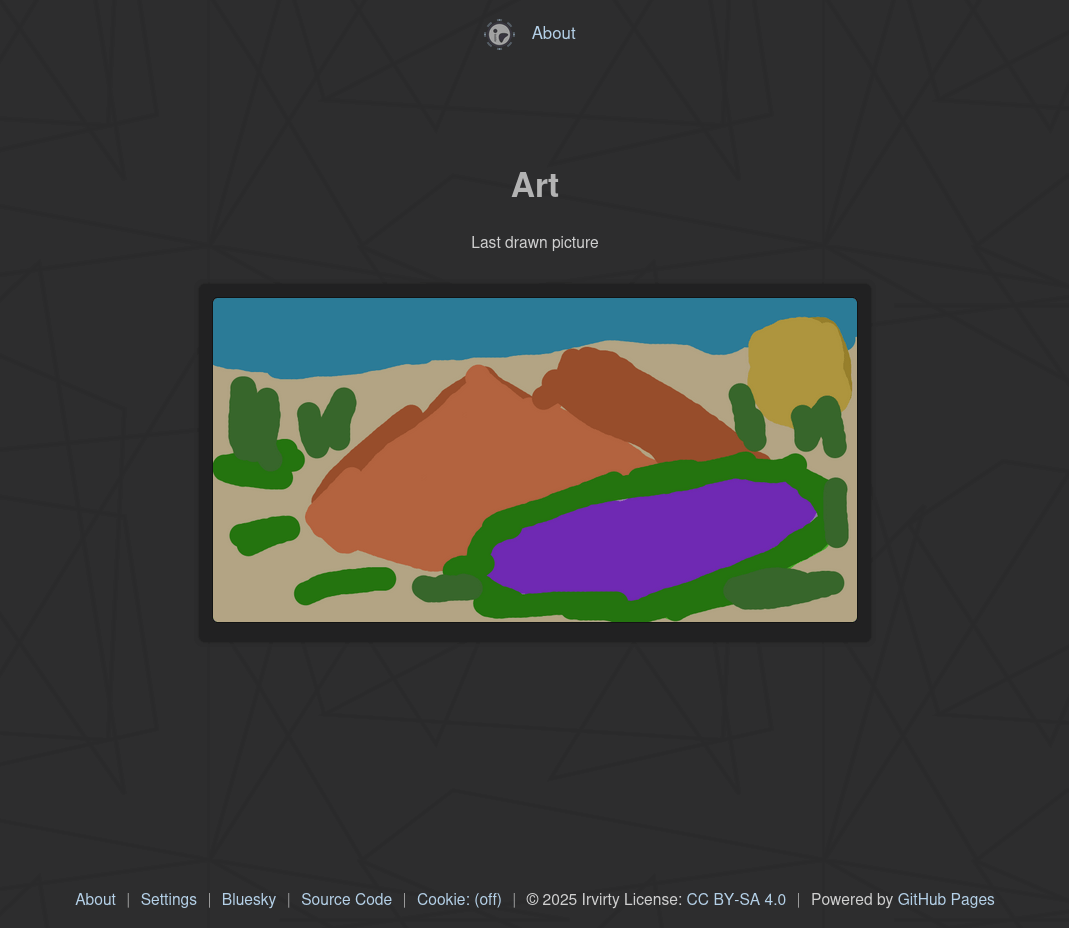 About
Art
Last drawn picture
About | Settings | Bluesky | Source Code | Cookie: (off) | © 2025 Irvirty License: CC BY-SA 4.0 | Powered by GitHub Pages